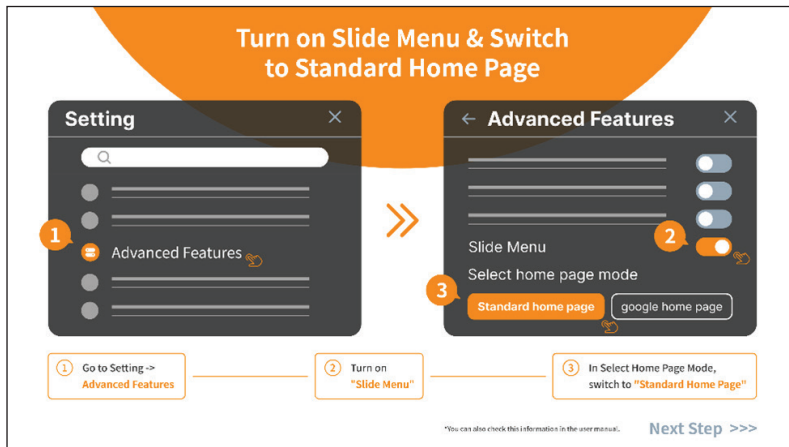 Turn on Slide Menu & Switch
to Standard Home Page
Setting
1
Advanced Features
Advanced Features
Slide Menu
2
Select home page mode
3
Standard home page
google home page
1 Go to Setting ->
Advanced Features
2 Turn on
"Slide Menu"
3 In Select Home Page Mode,
switch to "Standard Home Page"
*You can also check this information in the user manual.
Next Step >>>